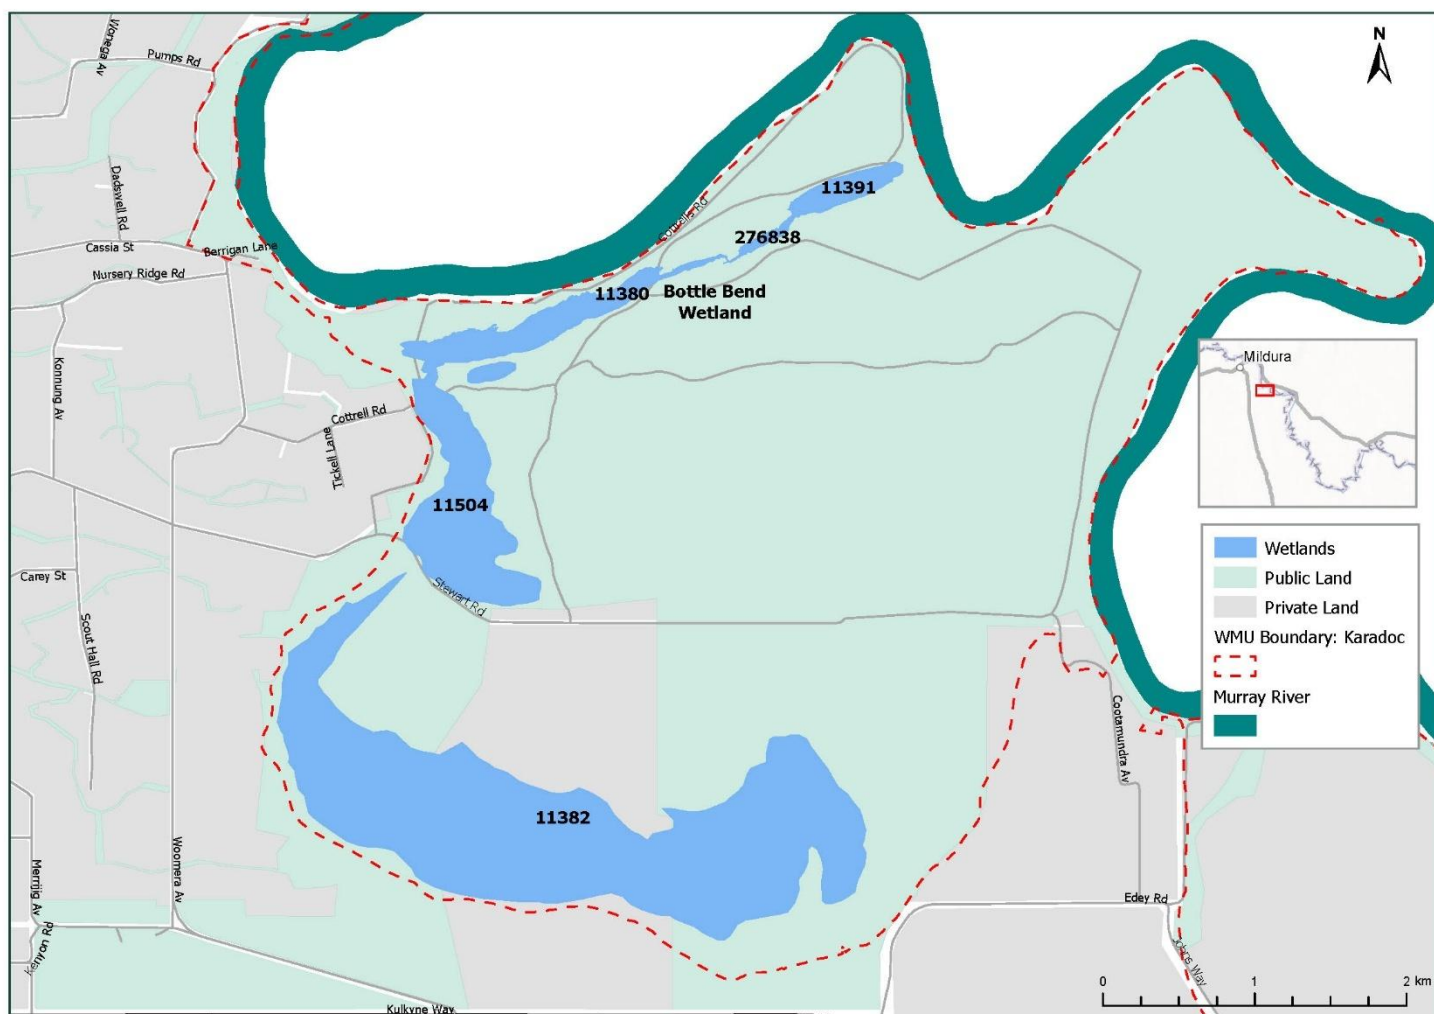 Wonega Av
Pumps Rd
N
Dadswell Rd
11391
Cottrells Rd
276838
Cassia St
Berrigan Lane
Nursery Ridge Rd
11380
Bottle Bend
Wetland
Mildura
Konnung Av
Cottrell Rd
Tickell Lane
11504
Carey St
Stewart Rd
Scout Hall Rd
Wetlands
Public Land
Private Land
WMU Boundary: Karadoc
Murray River
Cootamundra Av
11382
Woomera Av
Merrijig Av
Edey Rd
Kenyon Rd
Johns Way
Kulkyne Way
0 1 2 km